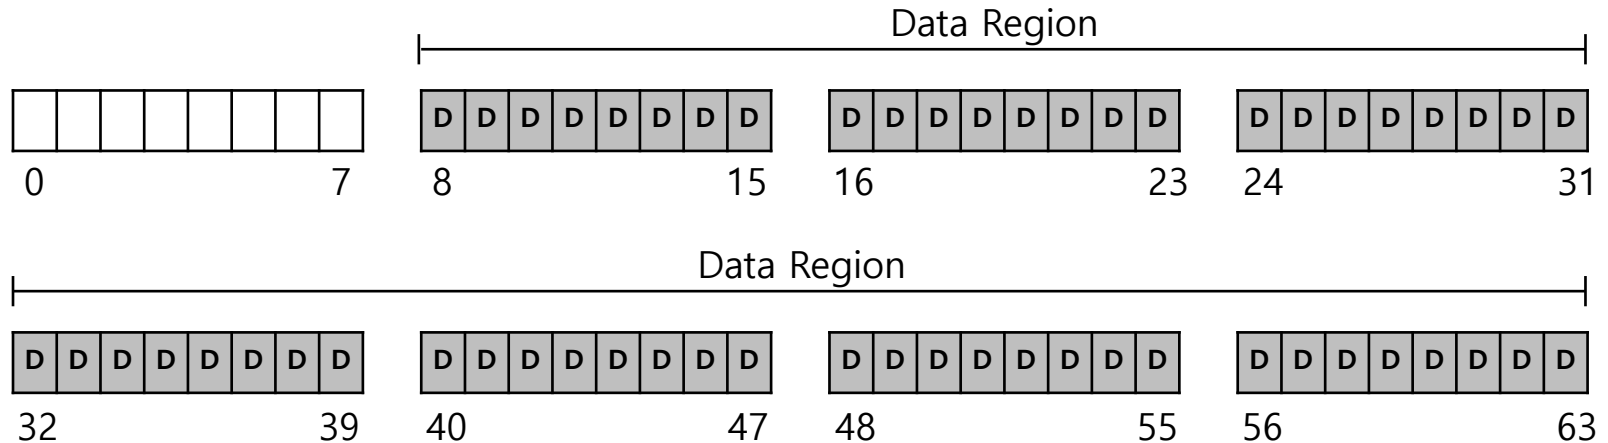 Data Region
D D D D D D D D D D D D D D D D D D D D D D D D
0 7 8 15 16 23 24 31
Data Region
D D D D D D D D D D D D D D D D D D D D D D D D D D D D D D D D
32 39 40 47 48 55 56 63